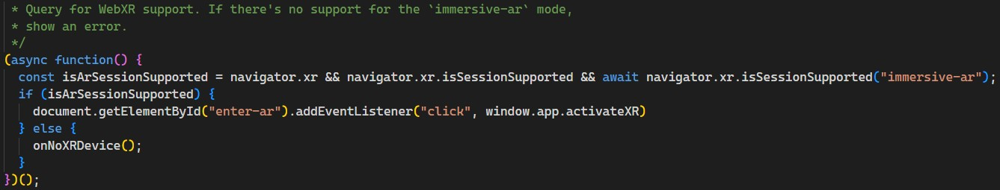 * Query for WebXR support. If there's no support for the `immersive-ar` mode,
* show an error.
*/
(async function() {
const isArSessionSupported = navigator.xr && navigator.xr.isSessionSupported && await navigator.xr.isSessionSupported("immersive-ar");
if (isArSessionSupported) {
document.getElementById("enter-ar").addEventListener("click", window.app.activateXR)
} else {
onNoXRDevice();
}
})();